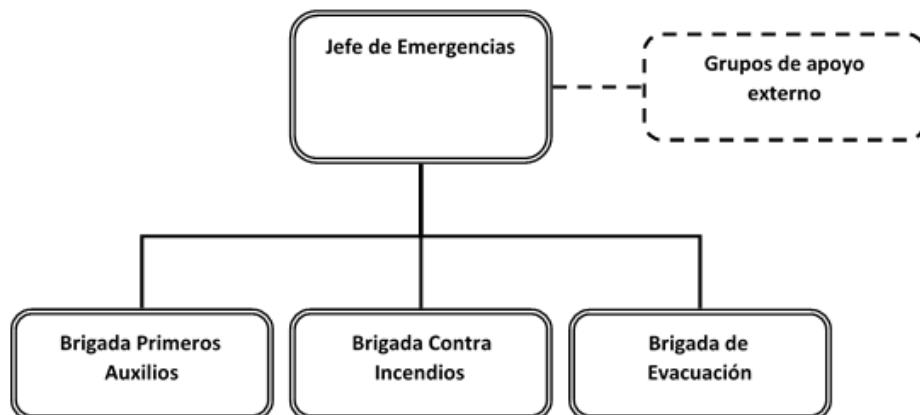 Jefe de Emergencias
Grupos de apoyo
externo
Brigada Primeros
Auxilios
Brigada Contra
Incendios
Brigada de
Evacuación